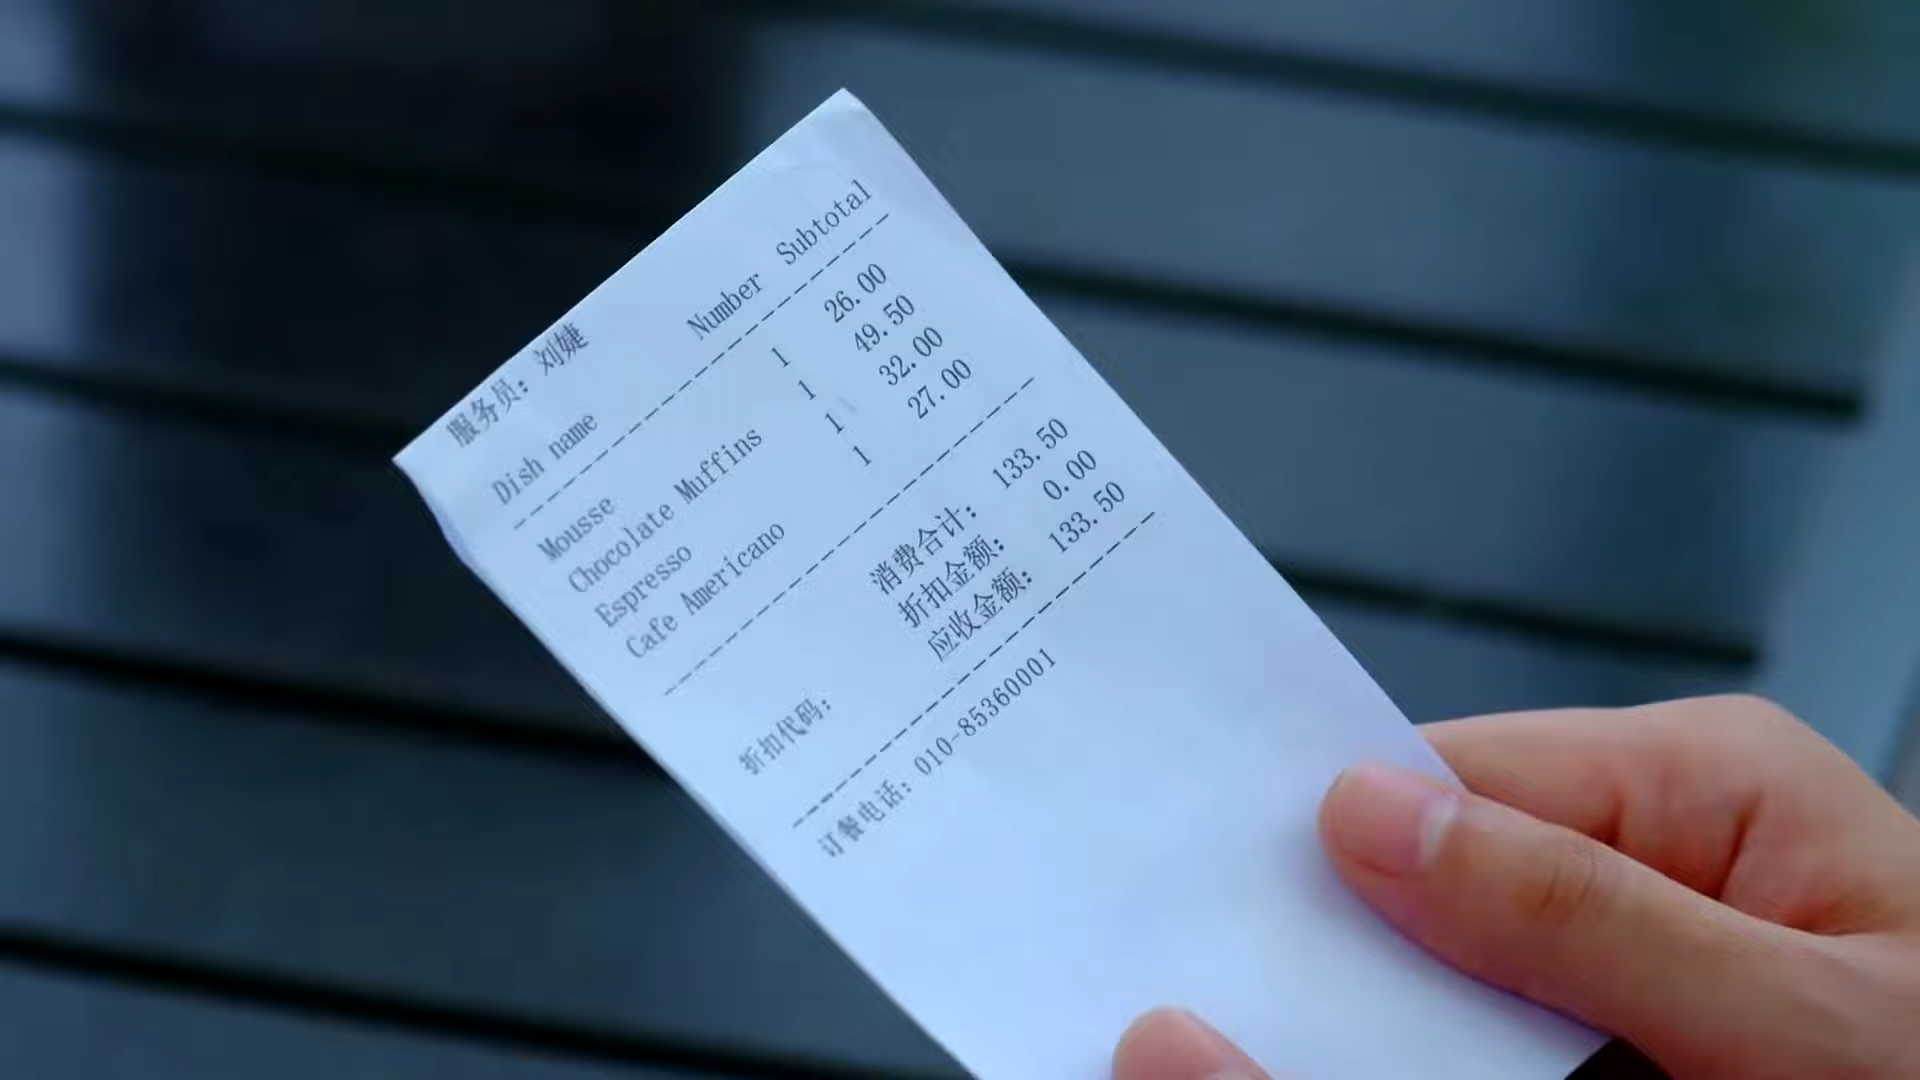 服务员: 刘婕
Dish name Number Subtotal
Mousse 1 26.00
Chocolate Muffins 1 49.50
Espresso 1 32.00
Cafe Americano 1 27.00
消费合计: 133.50
折扣金额: 0.00
应收金额: 133.50
折扣代码:
订餐电话: 010-85360001